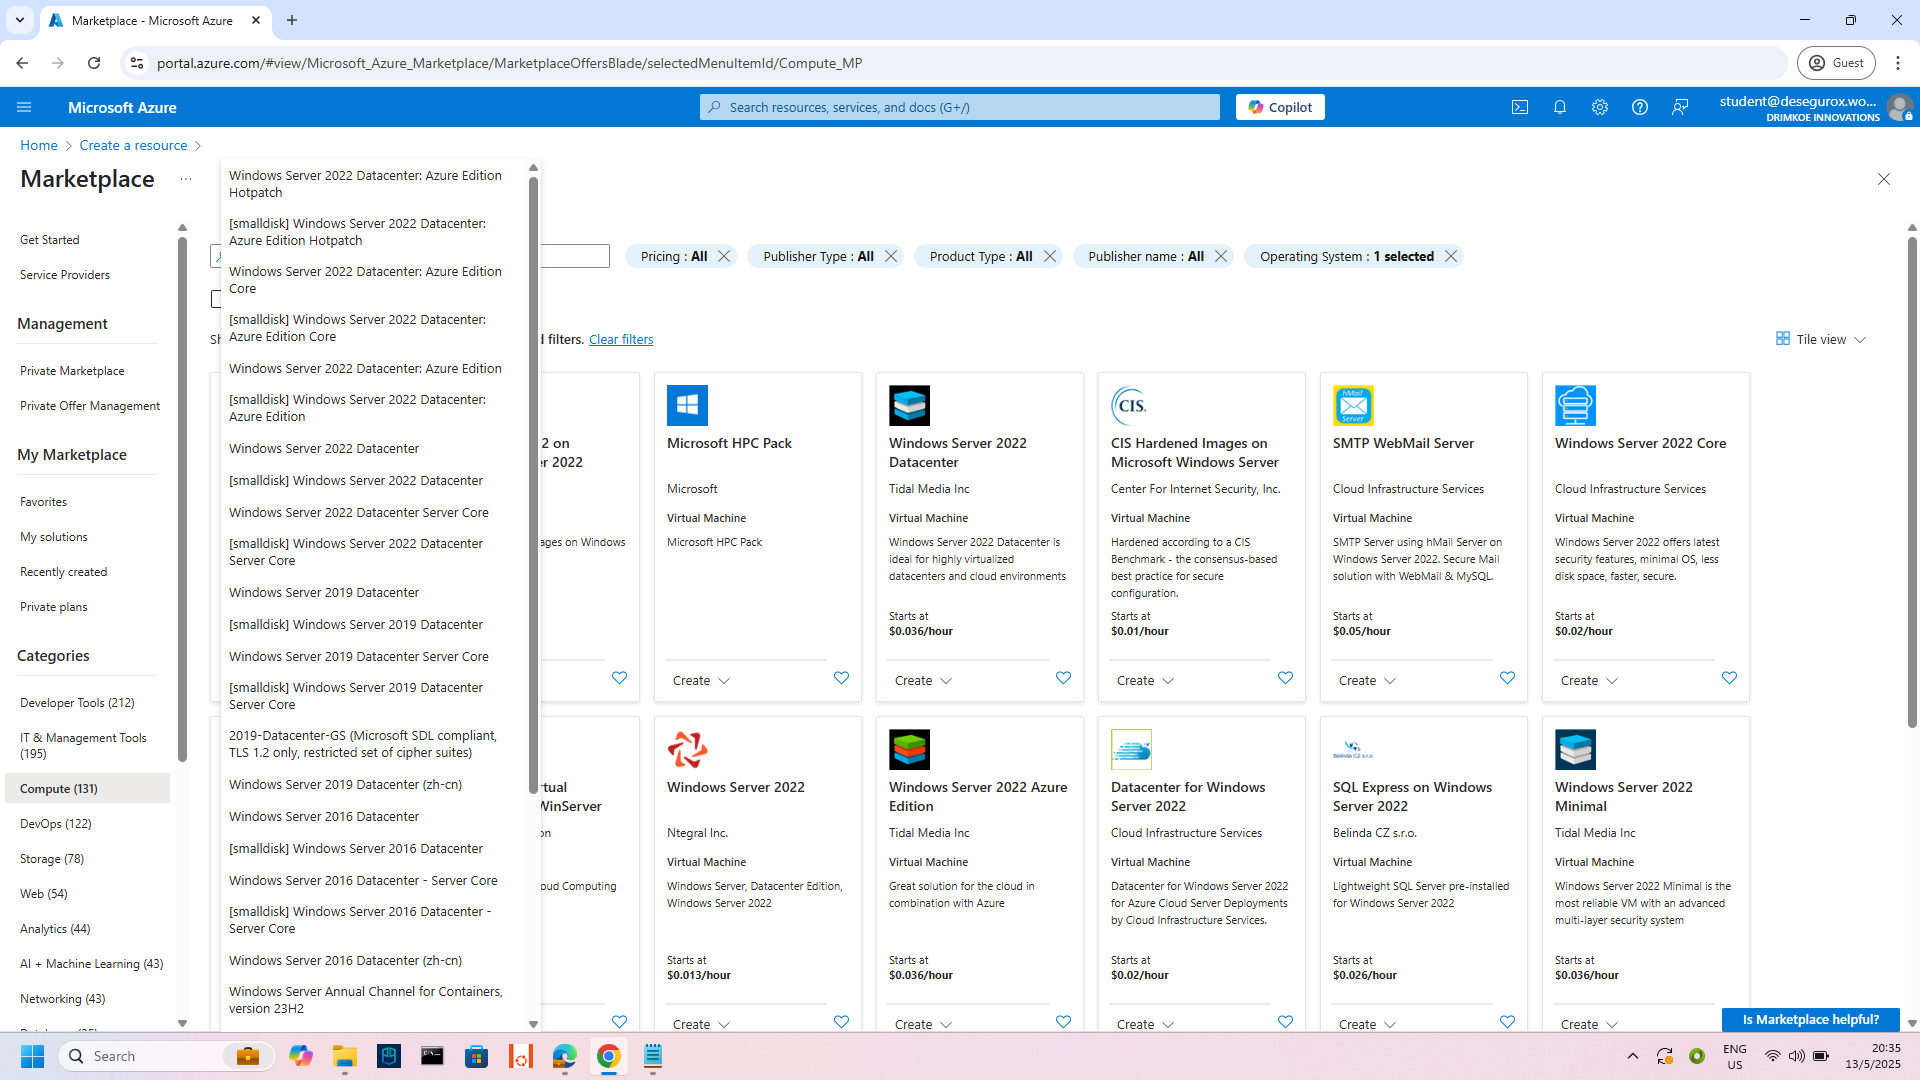 Marketplace - Microsoft Azure
portal.azure.com/#view/Microsoft_Azure_Marketplace/MarketplaceOffersBlade/selectedMenuItemId/Compute_MP
Guest
Microsoft Azure
Search resources, services, and docs (G+/)
Copilot
student@desegurox.wo...
DRIMKOE INNOVATIONS
Home
Create a resource
Marketplace
Get Started
Service Providers
Management
Private Marketplace
Private Offer Management
My Marketplace
Favorites
My solutions
Recently created
Private plans
Categories
Developer Tools (212)
IT & Management Tools
(195)
Compute (131)
DevOps (122)
Storage (78)
Web (54)
Analytics (44)
AI + Machine Learning (43)
Networking (43)
Windows Server 2022 Datacenter: Azure Edition
Hotpatch
[smalldisk] Windows Server 2022 Datacenter:
Azure Edition Hotpatch
Windows Server 2022 Datacenter: Azure Edition
Core
[smalldisk] Windows Server 2022 Datacenter:
Azure Edition Core
Windows Server 2022 Datacenter: Azure Edition
[smalldisk] Windows Server 2022 Datacenter:
Azure Edition
Windows Server 2022 Datacenter
[smalldisk] Windows Server 2022 Datacenter
Windows Server 2022 Datacenter Server Core
[smalldisk] Windows Server 2022 Datacenter
Server Core
Windows Server 2019 Datacenter
[smalldisk] Windows Server 2019 Datacenter
Windows Server 2019 Datacenter Server Core
[smalldisk] Windows Server 2019 Datacenter
Server Core
2019-Datacenter-GS (Microsoft SDL compliant,
TLS 1.2 only, restricted set of cipher suites)
Windows Server 2019 Datacenter (zh-cn)
Windows Server 2016 Datacenter
[smalldisk] Windows Server 2016 Datacenter
Windows Server 2016 Datacenter - Server Core
[smalldisk] Windows Server 2016 Datacenter -
Server Core
Windows Server 2016 Datacenter (zh-cn)
Windows Server Annual Channel for Containers,
version 23H2
Pricing : All
Publisher Type : All
Product Type : All
Publisher name : All
Operating System : 1 selected
filters. Clear filters
Tile view
2 on
2022
ages on Windows
Microsoft HPC Pack
Microsoft
Virtual Machine
Microsoft HPC Pack
Create
Windows Server 2022
Datacenter
Tidal Media Inc
Virtual Machine
Windows Server 2022 Datacenter is
ideal for highly virtualized
datacenters and cloud environments
Starts at
$0.036/hour
Create
CIS.
CIS Hardened Images on
Microsoft Windows Server
Center For Internet Security, Inc.
Virtual Machine
Hardened according to a CIS
Benchmark - the consensus-based
best practice for secure
configuration.
Starts at
$0.01/hour
Create
hMail
Server
SMTP WebMail Server
Cloud Infrastructure Services
Virtual Machine
SMTP Server using hMail Server on
Windows Server 2022. Secure Mail
solution with WebMail & MySQL.
Starts at
$0.05/hour
Create
Windows Server 2022 Core
Cloud Infrastructure Services
Virtual Machine
Windows Server 2022 offers latest
security features, minimal OS, less
disk space, faster, secure.
Starts at
$0.02/hour
Create
WinServer
on
Cloud Computing
Windows Server 2022
Ntegral Inc.
Virtual Machine
Windows Server, Datacenter Edition,
Windows Server 2022
Starts at
$0.013/hour
Create
Windows Server 2022 Azure
Edition
Tidal Media Inc
Virtual Machine
Great solution for the cloud in
combination with Azure
Starts at
$0.036/hour
Create
Datacenter for Windows
Server 2022
Cloud Infrastructure Services
Virtual Machine
Datacenter for Windows Server 2022
for Azure Cloud Server Deployments
by Cloud Infrastructure Services.
Starts at
$0.02/hour
Create
Belinda CZ s.r.o.
SQL Express on Windows
Server 2022
Belinda CZ s.r.o.
Virtual Machine
Lightweight SQL Server pre-installed
for Windows Server 2022
Starts at
$0.026/hour
Create
Windows Server 2022
Minimal
Tidal Media Inc
Virtual Machine
Windows Server 2022 Minimal is the
most reliable VM with an advanced
multi-layer security system
Starts at
$0.036/hour
Create
Is Marketplace helpful?
Search
ENG
US
20:35
13/5/2025